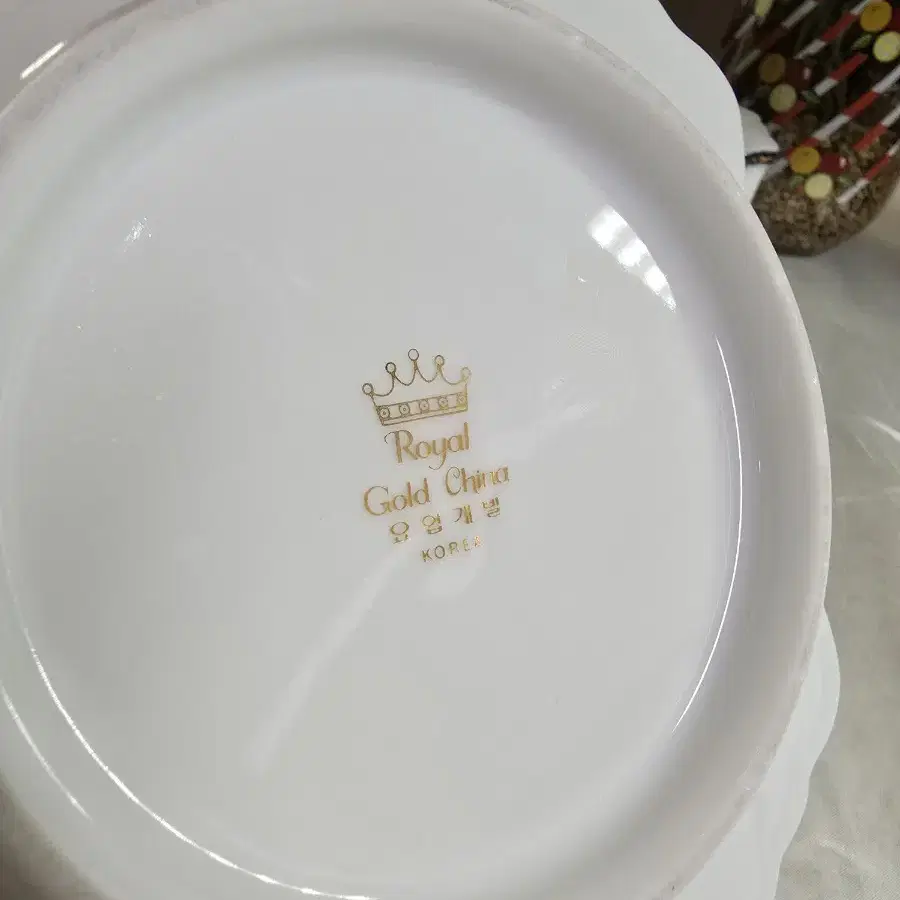 Royal
Gold China
요업개발
KOREA